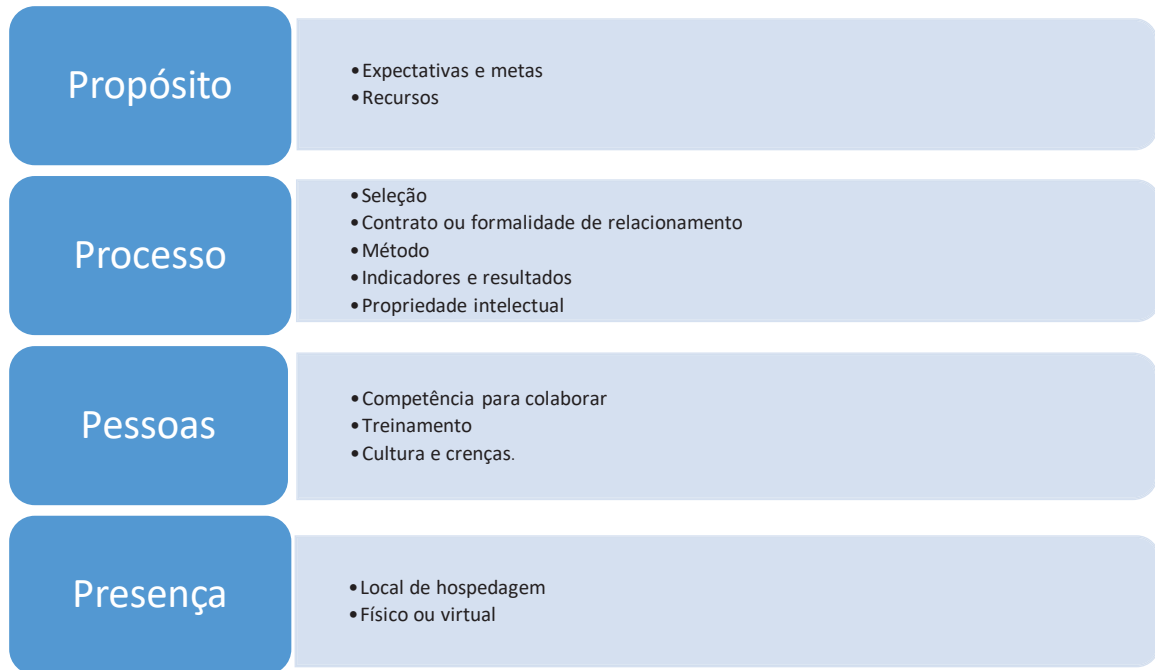 Propósito
•Expectativas e metas
•Recursos
Processo
•Seleção
•Contrato ou formalidade de relacionamento
•Método
•Indicadores e resultados
•Propriedade intelectual
Pessoas
•Competência para colaborar
•Treinamento
•Cultura e crenças.
Presença
•Local de hospedagem
•Físico ou virtual